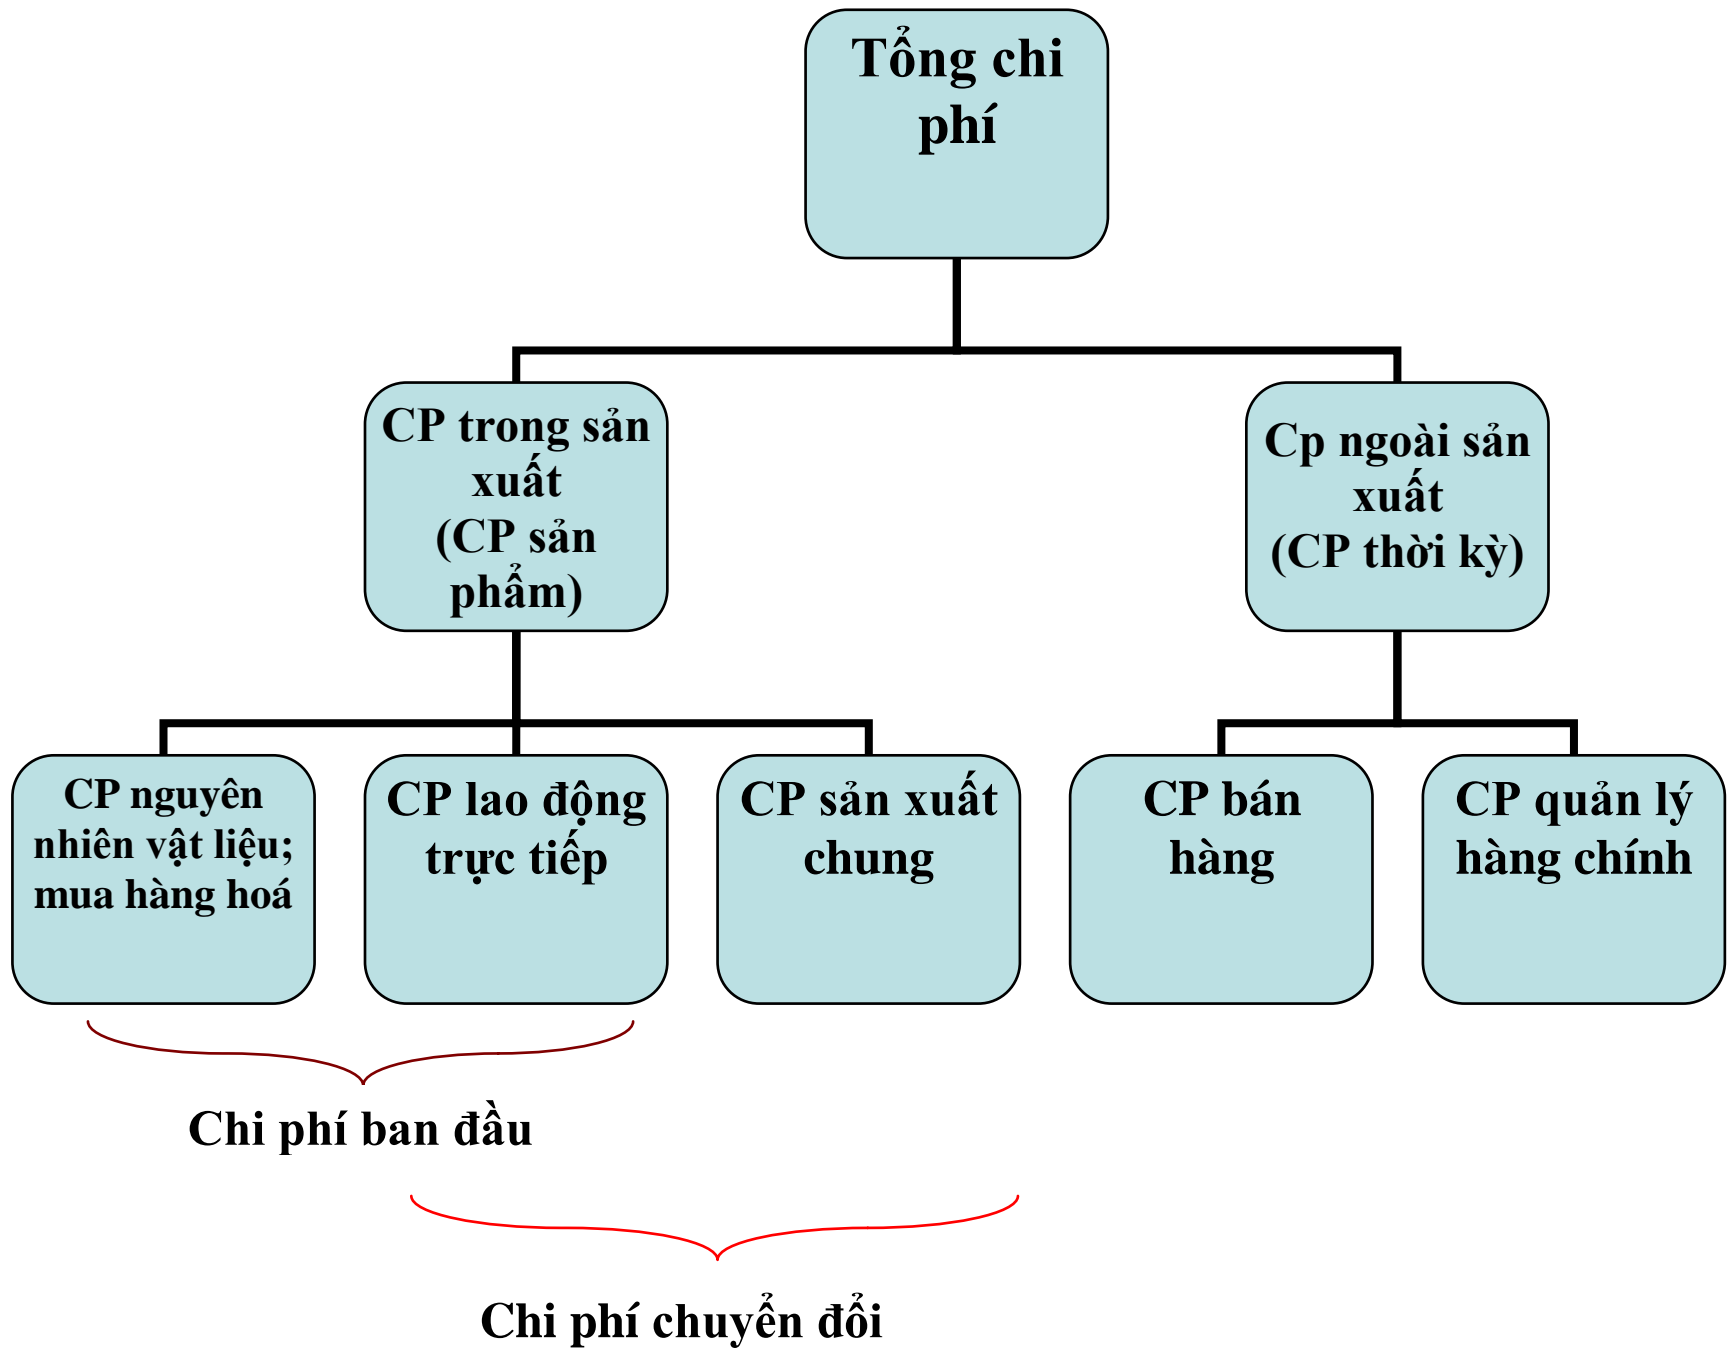 Tổng chi
phí
CP trong sản
xuất
(CP sản
phẩm)
Cp ngoài sản
xuất
(CP thời kỳ)
CP nguyên
nhiên vật liệu;
mua hàng hoá
CP lao động
trực tiếp
CP sản xuất
chung
CP bán
hàng
CP quản lý
hàng chính
Chi phí ban đầu
Chi phí chuyển đổi